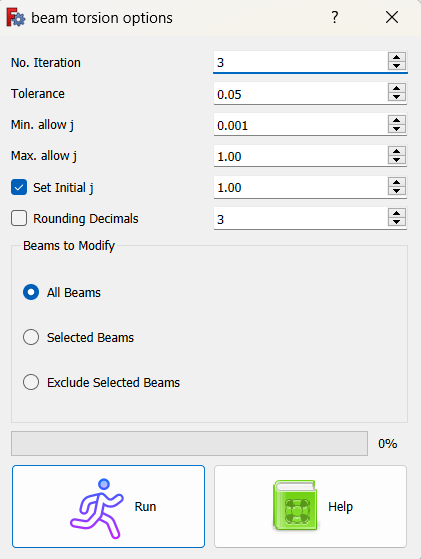 beam torsion options
?
No. Iteration 3
Tolerance 0.05
Min. allow j 0.001
Max. allow j 1.00
Set Initial j 1.00
Rounding Decimals 3
Beams to Modify
All Beams
Selected Beams
Exclude Selected Beams
0%
Run Help